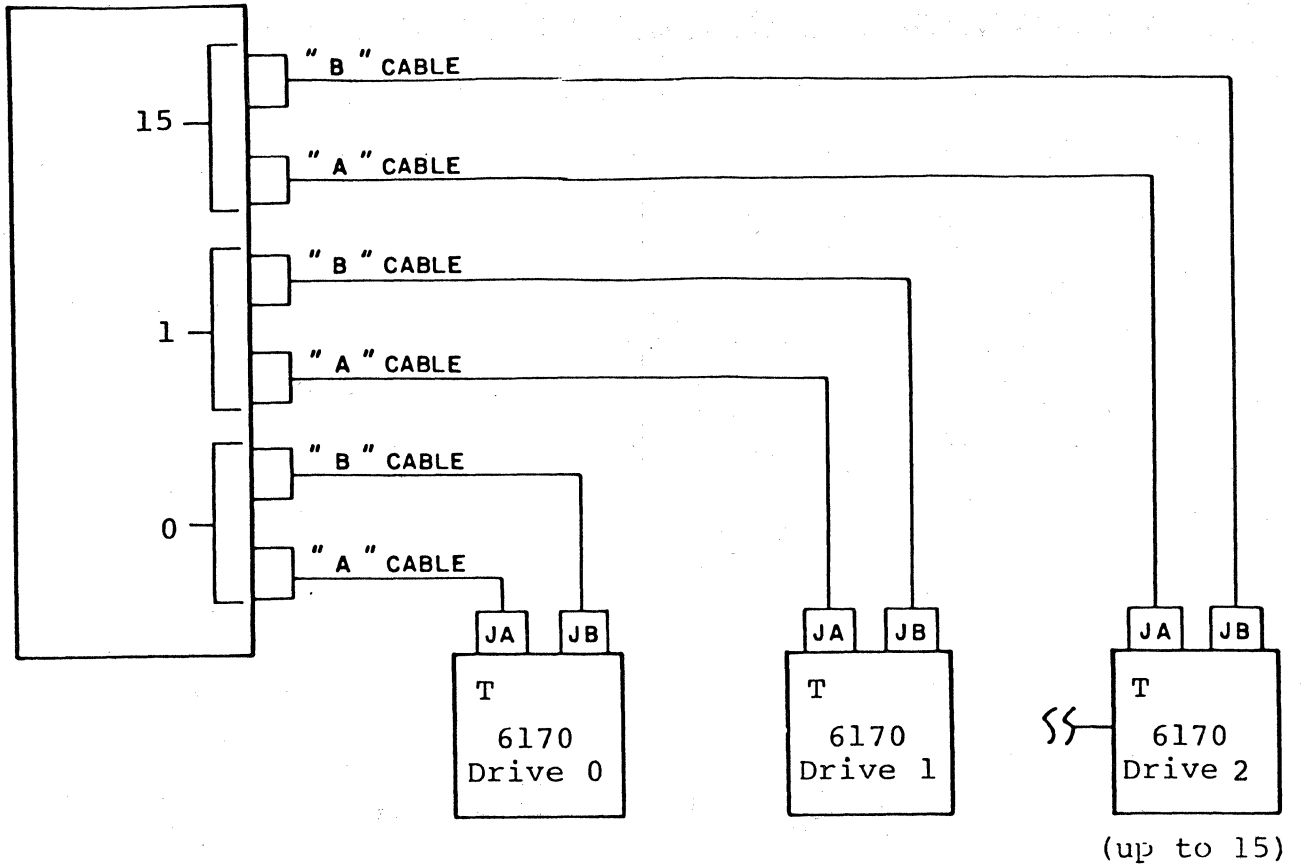 " B " CABLE
15
" A " CABLE
" B " CABLE
1
" A " CABLE
" B " CABLE
0
" A " CABLE
JA JB
T
6170
Drive 0
JA JB
T
6170
Drive 1
JA JB
T
6170
Drive 2
(up to 15)